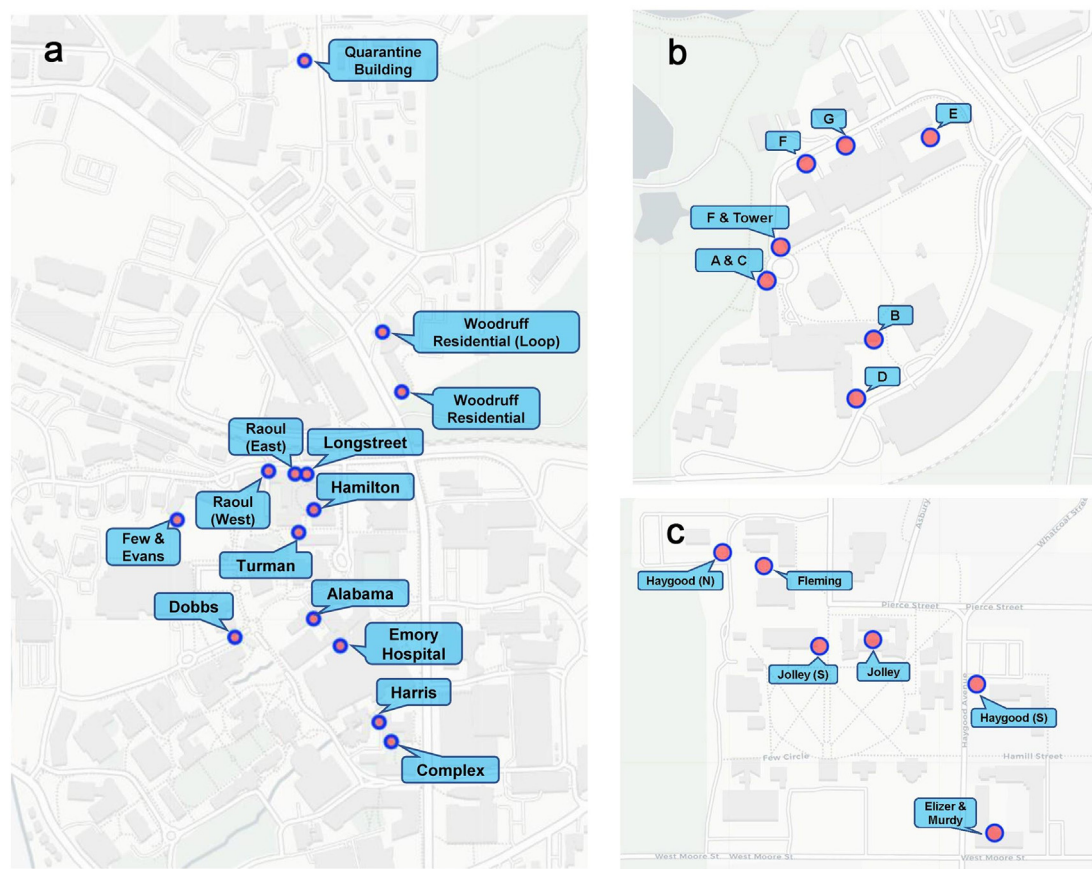 a
Quarantine
Building
Woodruff
Residential (Loop)
Woodruff
Residential
Raoul
(East)
Longstreet
Raoul
(West)
Hamilton
Few &
Evans
Turman
Alabama
Dobbs
Emory
Hospital
Harris
Complex
b
E
G
F
F & Tower
A & C
B
D
c
Asbury
Whatcoat Street
Haygood (N)
Fleming
Pierce Street
Pierce Street
Jolley (S)
Jolley
Haygood Avenue
Haygood (S)
Few Circle
Hamill Street
Elizer &
Murdy
West Moore St.
West Moore St.
West Moore St.